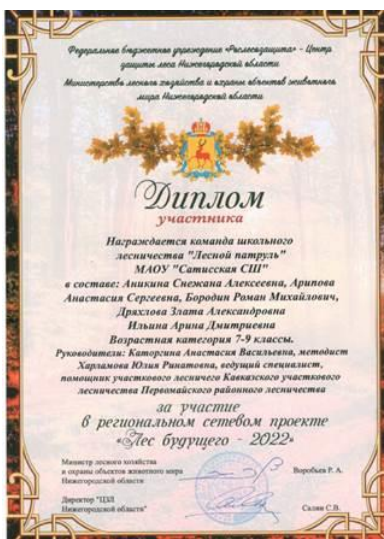 Федеральное бюджетное учреждение «Рослесозащита» - Центр
защиты леса Нижегородской области
Министерство лесного хозяйства и охраны объектов животного
мира Нижегородской области
Диплом
участника
Награждается команда школьного
лесничества "Лесной патруль"
МАОУ "Сатисская СШ"
в составе: Аникина Снежана Алексеевна, Арипова
Анастасия Сергеевна, Бородин Роман Михайлович,
Дряхлова Злата Александровна
Ильина Арина Дмитриевна
Возрастная категория 7-9 классы.
Руководители: Каторгина Анастасия Васильевна, методист
Харламова Юлия Ринатовна, ведущий специалист,
помощник участкового лесничего Кавказского участкового
лесничества Первомайского районного лесничества
за участие
в региональном сетевом проекте
«Лес будущего - 2022»
Министр лесного хозяйства
и охраны объектов животного мира
Нижегородской области
Воробьев Р. А.
Директор "ЦЗЛ
Нижегородской области"
Салин С.В.